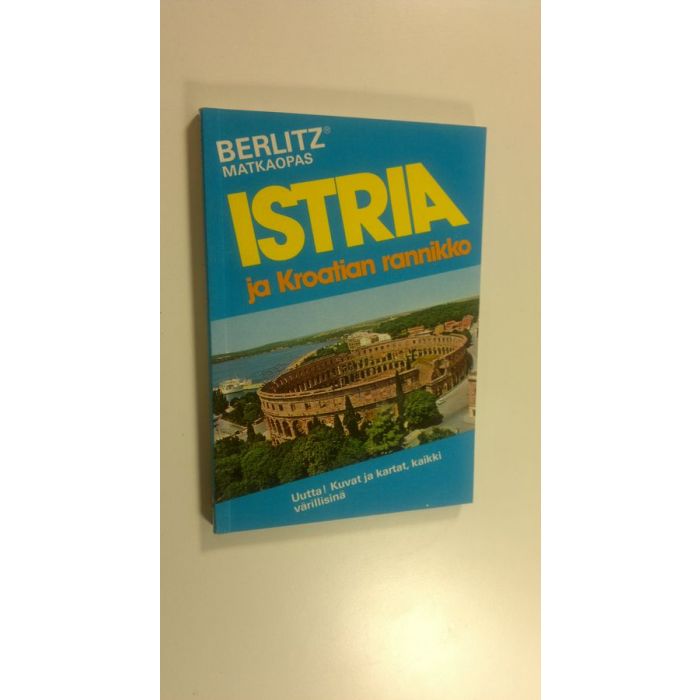 BERLITZ®
MATKAOPAS
ISTRIA
ja Kroatian rannikko
Uutta! Kuvat ja kartat, kaikki
värillisinä